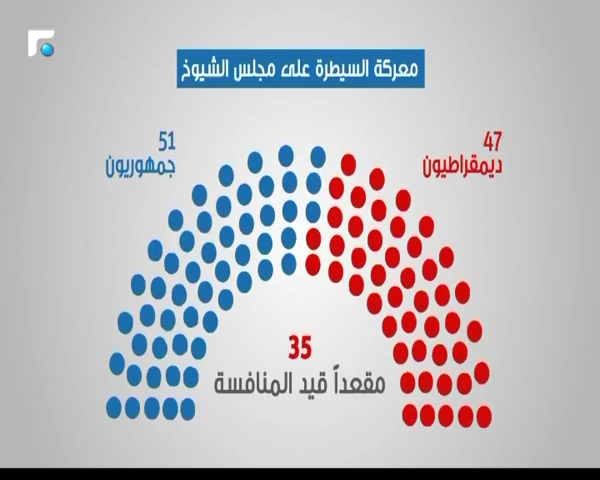 معركة السيطرة على مجلس الشيوخ
47
ديمقراطيون
51
جمهوريون
35
مقعداً قيد المنافسة